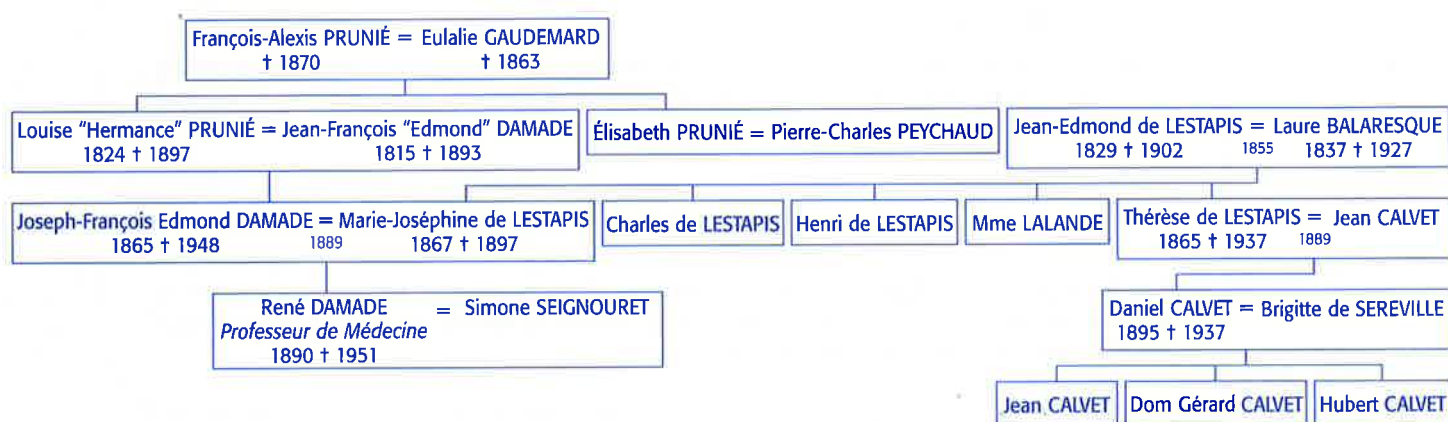 François-Alexis PRUNIÉ = Eulalie GAUDEMARD
† 1870 † 1863
Louise "Hermance" PRUNIÉ = Jean-François "Edmond" DAMADE
1824 † 1897 1815 † 1893
Élisabeth PRUNIÉ = Pierre-Charles PEYCHAUD
Jean-Edmond de LESTAPIS = Laure BALARESQUE
1829 † 1902 1855 1837 † 1927
Joseph-François Edmond DAMADE = Marie-Joséphine de LESTAPIS
1865 † 1948 1889 1867 † 1897
Charles de LESTAPIS
Henri de LESTAPIS
Mme LALANDE
Thérèse de LESTAPIS = Jean CALVET
1865 † 1937 1889
René DAMADE = Simone SEIGNOURET
Professeur de Médecine
1890 † 1951
Daniel CALVET = Brigitte de SEREVILLE
1895 † 1937
Jean CALVET
Dom Gérard CALVET
Hubert CALVET